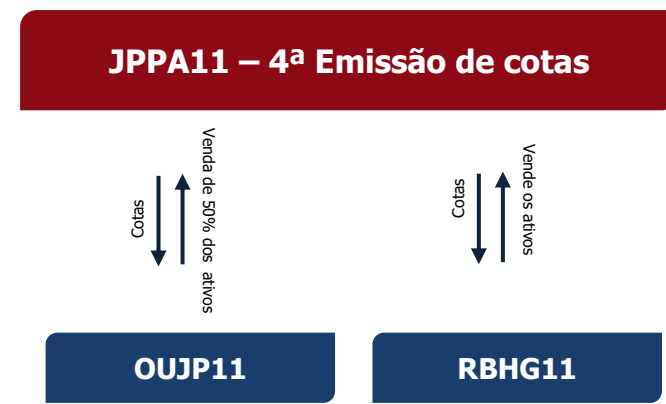 JPPA11 – 4ª Emissão de cotas
Cotas
Venda de 50% dos ativos
Cotas
Vende os ativos
OUJP11
RBHG11